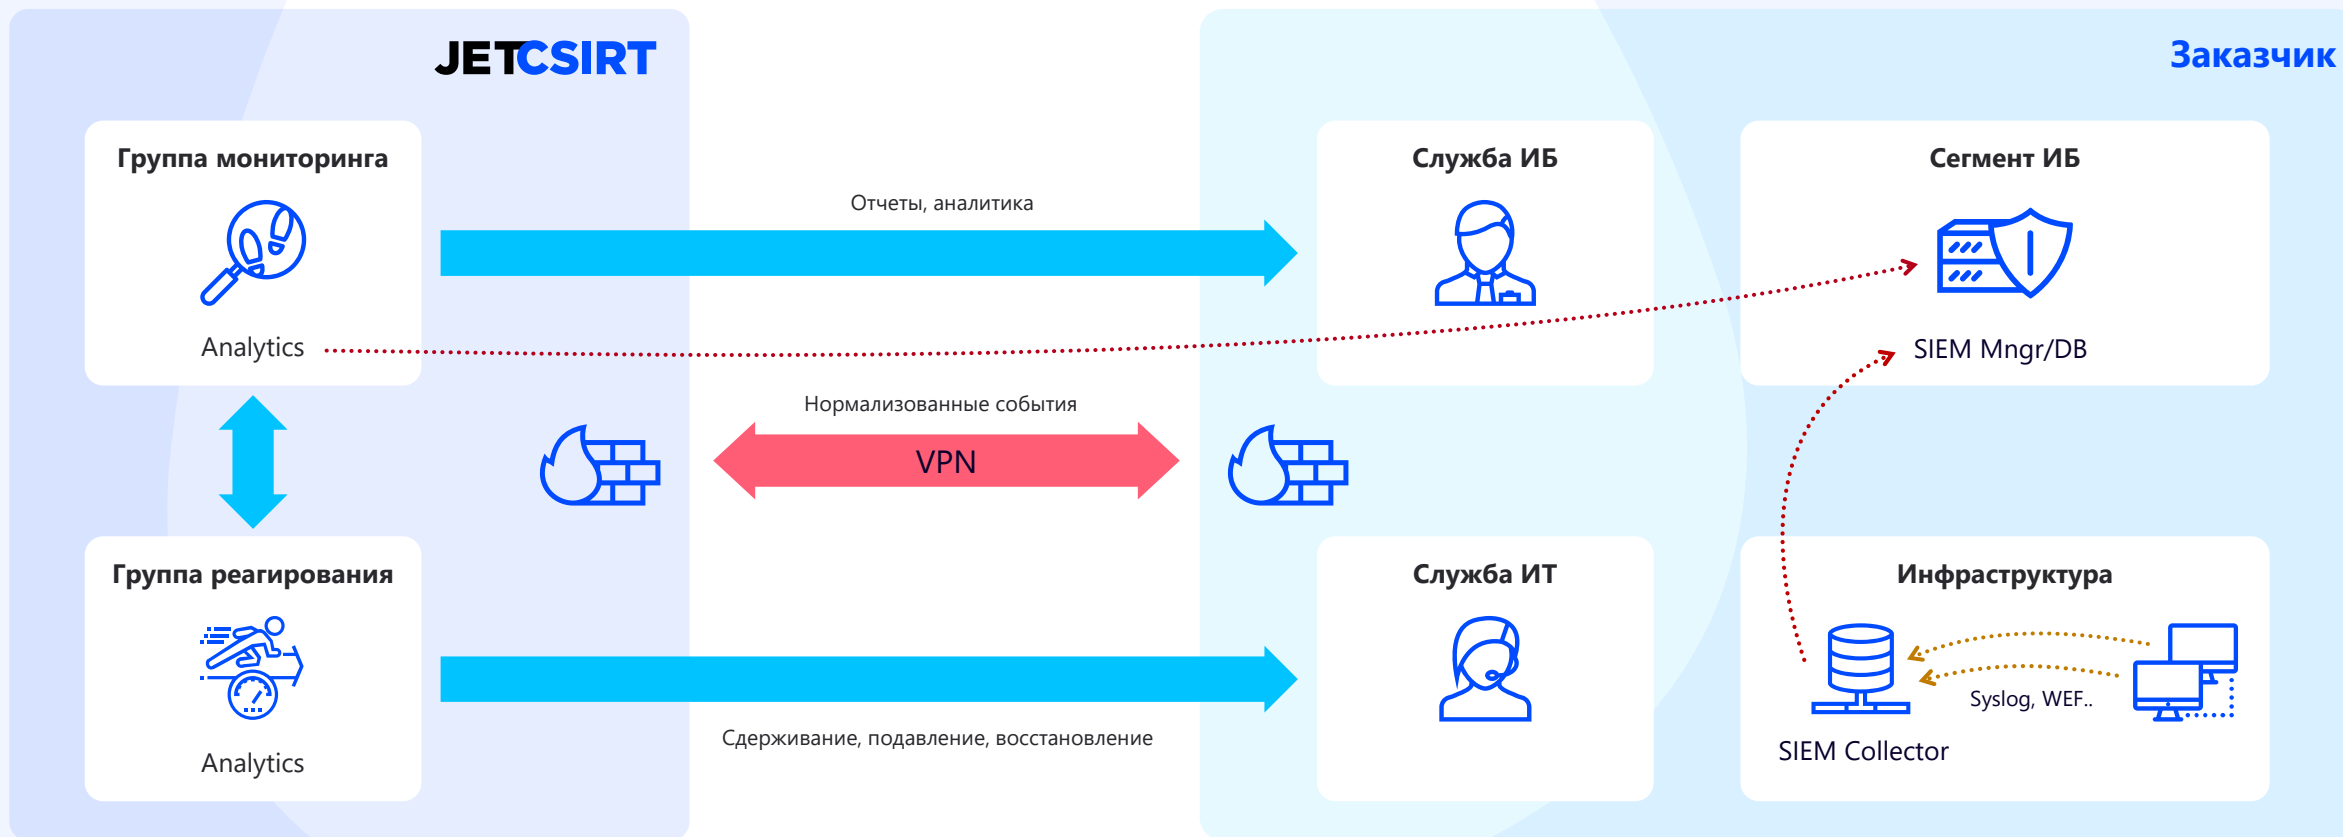 JETCSIRT
Заказчик
Группа мониторинга
Analytics
Отчеты, аналитика
Служба ИБ
Сегмент ИБ
SIEM Mngr/DB
Нормализованные события
VPN
Группа реагирования
Analytics
Сдерживание, подавление, восстановление
Служба ИТ
Инфраструктура
Syslog, WEF..
SIEM Collector